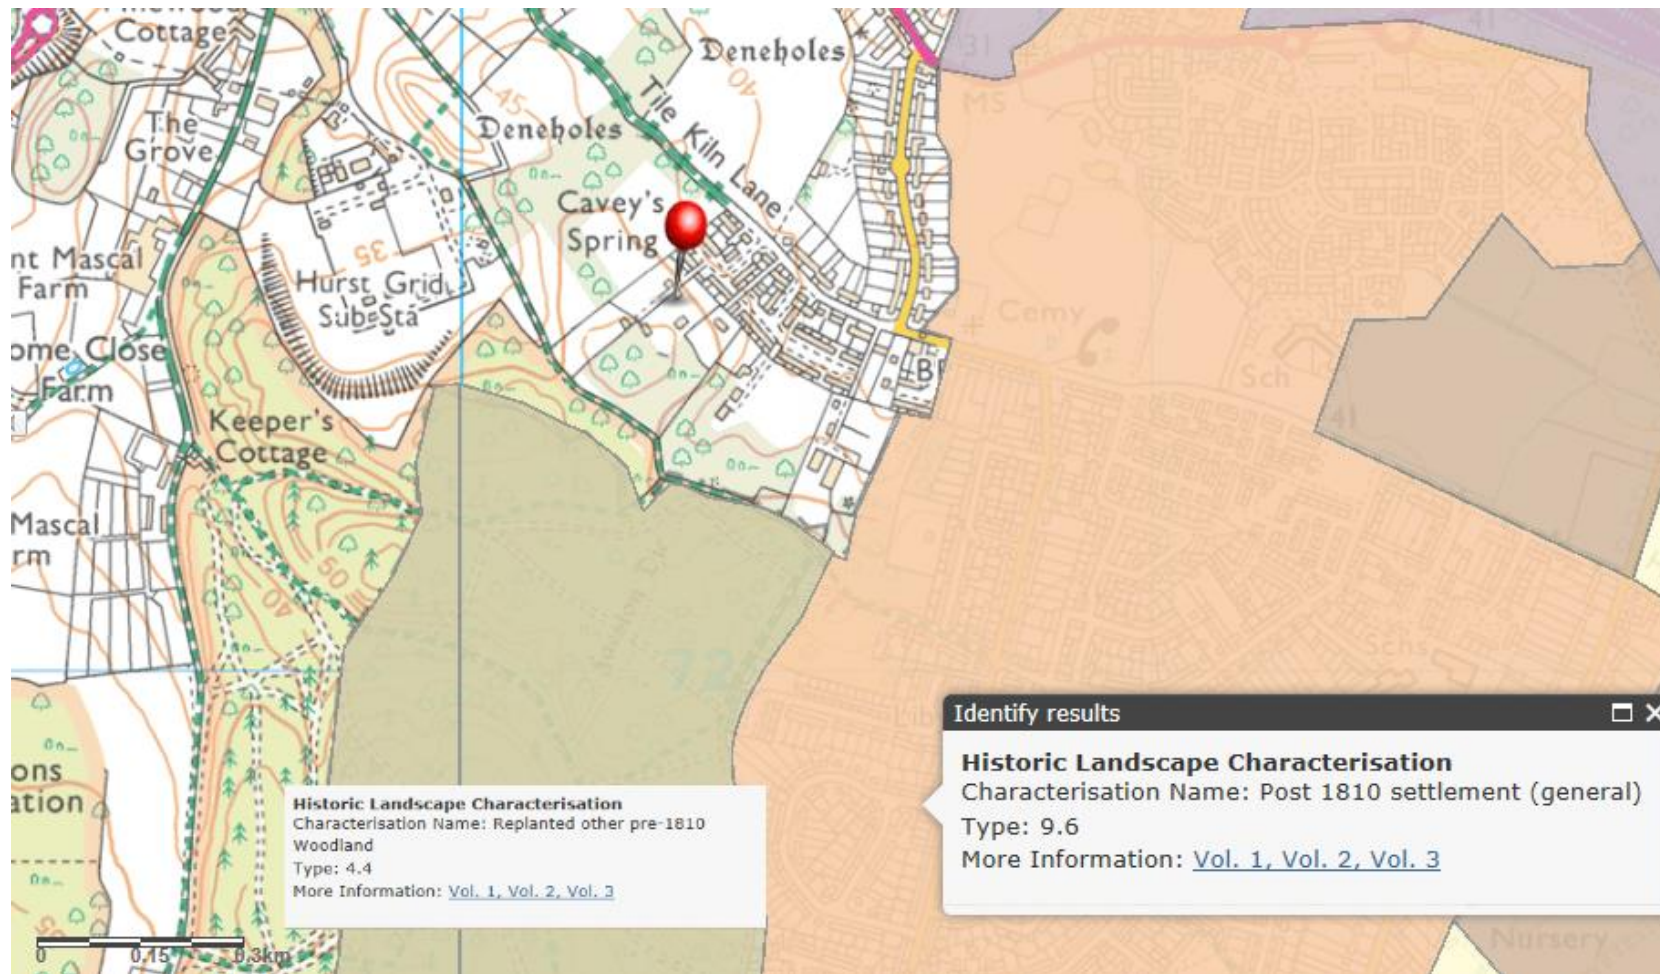 Cottage
Deneholes
41
31
MS
45
40
Tile Kiln Lane
The
Grove
Deneholes
Cavey's
Spring
35
nt Mascal
Farm
Hurst Grid
Sub Sta
Cemy
ome Close
Farm
Sch
41
Keeper's
Cottage
Mascal
rm
50
40
72
Schs
Identify results
Historic Landscape Characterisation
Characterisation Name: Post 1810 settlement (general)
Type: 9.6
More Information: Vol. 1, Vol. 2, Vol. 3
ons
ation
Historic Landscape Characterisation
Characterisation Name: Replanted other pre-1810
Woodland
Type: 4.4
More Information: Vol. 1, Vol. 2, Vol. 3
Nursery
0 0.15 0.3km